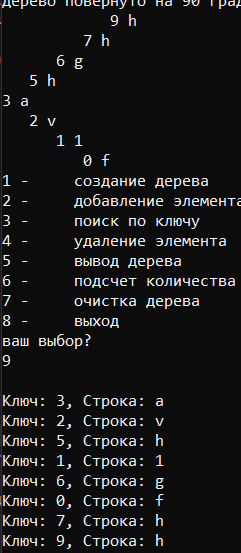 дерево повернуто на 90 град
9 h
7 h
6 g
5 h
3 a
2 v
1 1
0 f
1 - создание дерева
2 - добавление элемента
3 - поиск по ключу
4 - удаление элемента
5 - вывод дерева
6 - подсчет количества
7 - очистка дерева
8 - выход
ваш выбор?
9
Ключ: 3, Строка: a
Ключ: 2, Строка: v
Ключ: 5, Строка: h
Ключ: 1, Строка: 1
Ключ: 6, Строка: g
Ключ: 0, Строка: f
Ключ: 7, Строка: h
Ключ: 9, Строка: h